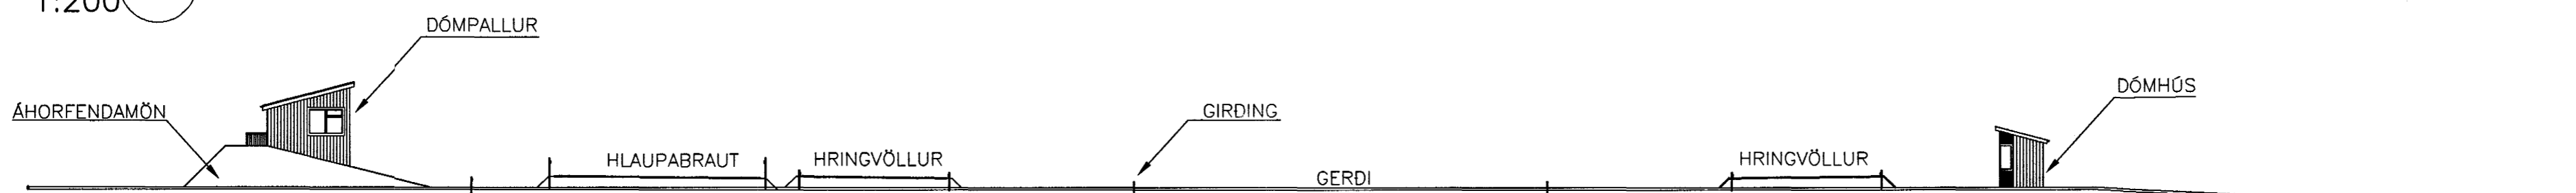 1:200
DÓMPALLUR
ÁHORFENDAMÖN
GIRÐING
DÓMHÚS
HLAUPABRAUT
HRINGVÖLLUR
HRINGVÖLLUR
GERÐI